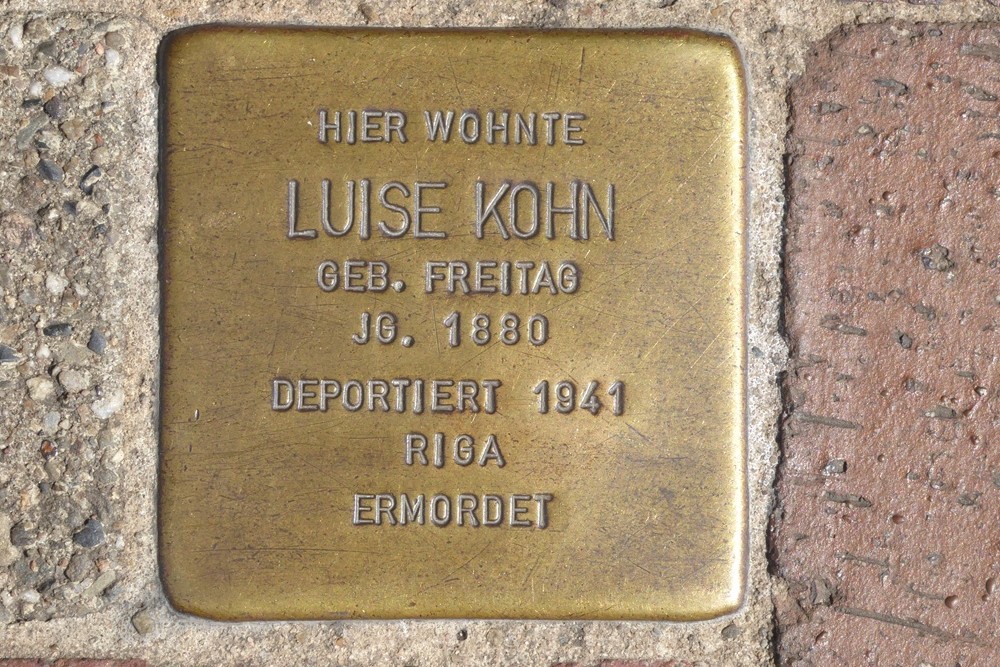 HIER WOHNTE
LUISE KOHN
GEB. FREITAG
JG. 1880
DEPORTIERT 1941
RIGA
ERMORDET